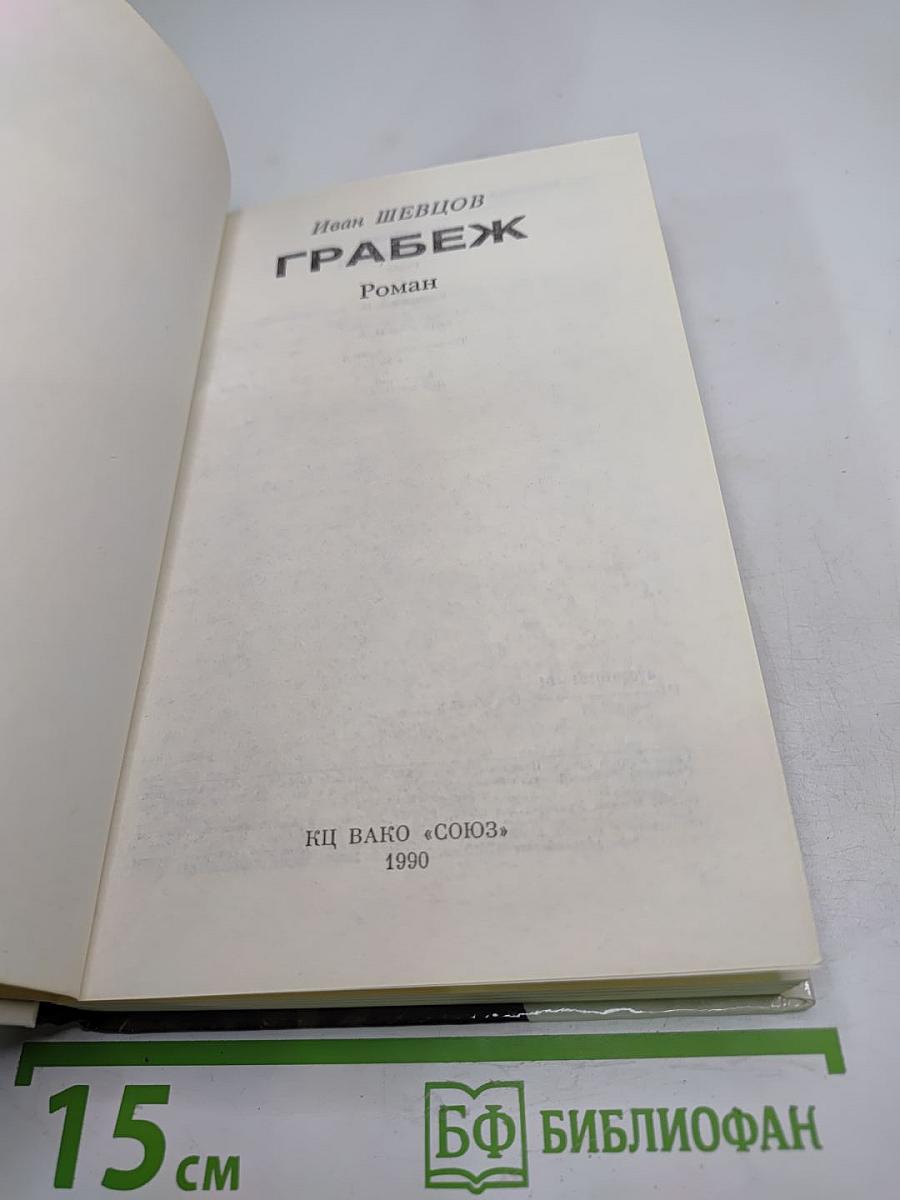 Иван ШЕВЦОВ
ГРАБЕЖ
Роман
КЦ ВАКО «СОЮЗ»
1990
15 см
БФ БИБЛИОФАН